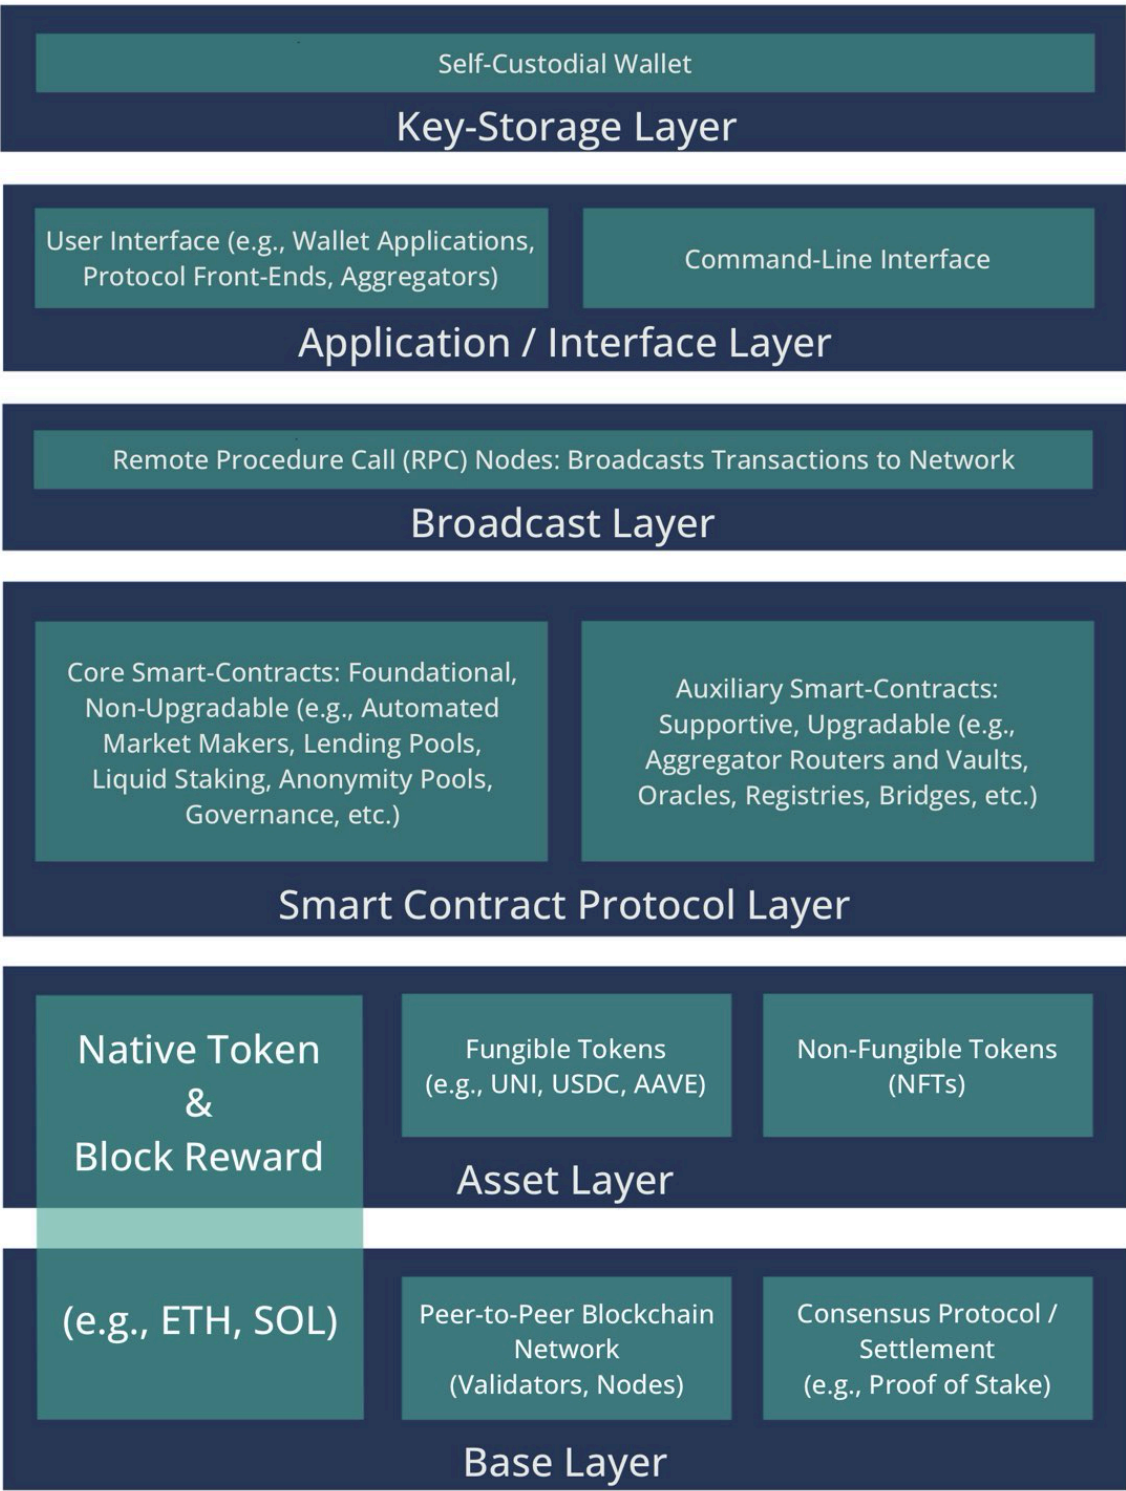 Self-Custodial Wallet
Key-Storage Layer
User Interface (e.g., Wallet Applications,
Protocol Front-Ends, Aggregators)
Command-Line Interface
Application / Interface Layer
Remote Procedure Call (RPC) Nodes: Broadcasts Transactions to Network
Broadcast Layer
Core Smart-Contracts: Foundational,
Non-Upgradable (e.g., Automated
Market Makers, Lending Pools,
Liquid Staking, Anonymity Pools,
Governance, etc.)
Auxiliary Smart-Contracts:
Supportive, Upgradable (e.g.,
Aggregator Routers and Vaults,
Oracles, Registries, Bridges, etc.)
Smart Contract Protocol Layer
Native Token
&
Block Reward
(e.g., ETH, SOL)
Fungible Tokens
(e.g., UNI, USDC, AAVE)
Non-Fungible Tokens
(NFTs)
Asset Layer
Peer-to-Peer Blockchain
Network
(Validators, Nodes)
Consensus Protocol /
Settlement
(e.g., Proof of Stake)
Base Layer